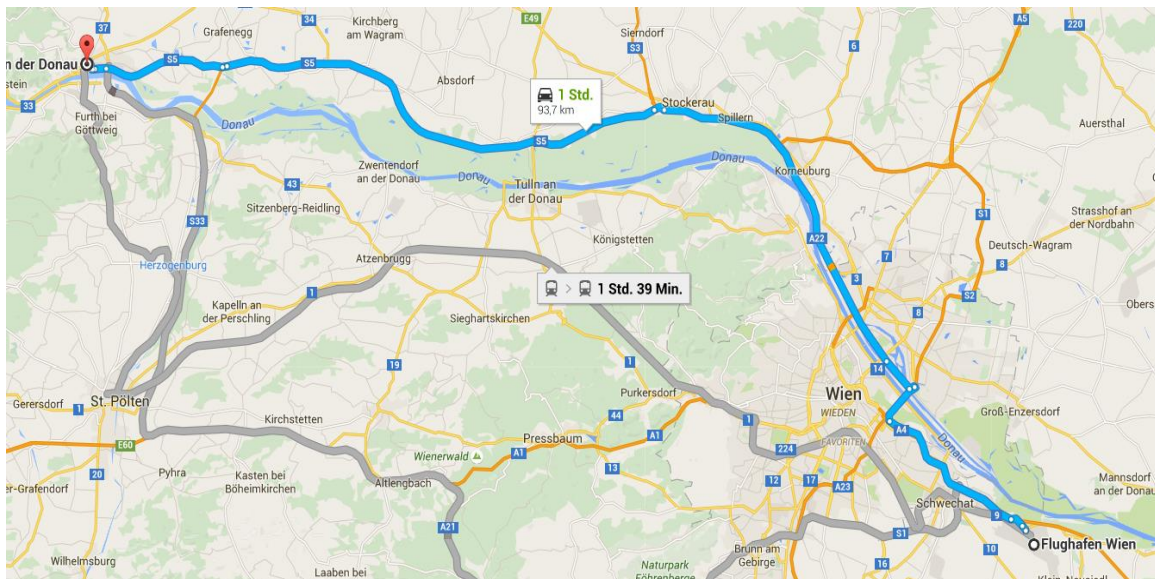 37
34
Kirchberg
am Wagram
E49
Sierndorf
A5
220
Grafenegg
6
S3
n der Donau
S5
S5
Absdorf
1 Std.
93,7 km
Stockerau
Spillern
Auersthal
33
Furth bei
Göttweig
Donau
S5
Zwentendorf
an der Donau
Donau
Donau
Korneuburg
43
Tulln an
der Donau
Sitzenberg-Reidling
S1
Strasshof an
der Nordbahn
S33
Königstetten
A22
Deutsch-Wagram
Herzogenburg
Atzenbrugg
7
8
3
1 Std. 39 Min.
1
S2
Kapelln an
der Perschling
Sieghartskirchen
8
19
1
14
Purkersdorf
Wien
1
St. Pölten
Gerersdorf
WIEDEN
Groß-Enzersdorf
44
Kirchstetten
1
A4
E60
Pressbaum
A1
FAVORITEN
Donau
A1
224
20
Wienerwald
13
Pyhra
Kasten bei
Böheimkirchen
12
17
A23
Mannsdorf
an der Donau
er-Grafendorf
Altlengbach
Schwechat
9
A21
S1
10
Flughafen Wien
Brunn am
Gebirge
Wilhelmsburg
Laaben bei
Naturpark
Föhrenberge